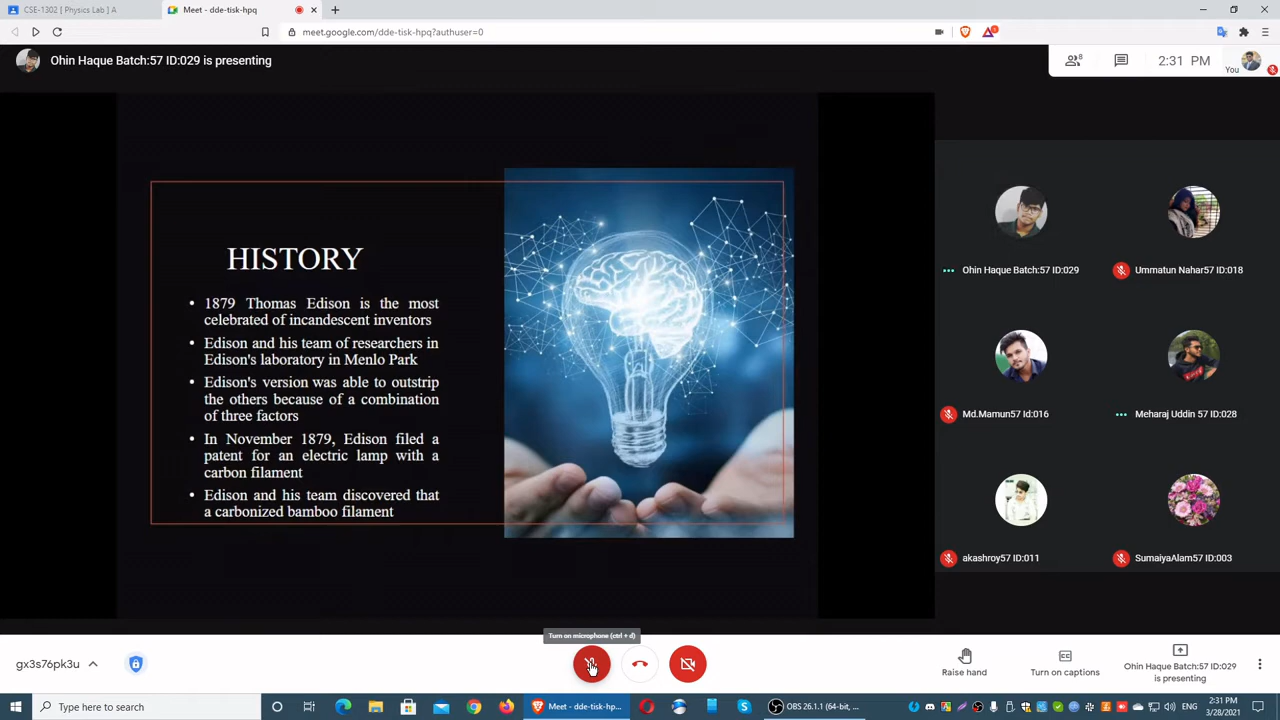 CSE-1302 [ Physics Lab ] A
Meet - dde-tisk-hpq
meet.google.com/dde-tisk-hpq?authuser=0
Ohin Haque Batch:57 ID:029 is presenting
8
2:31 PM
You
HISTORY
• 1879 Thomas Edison is the most
celebrated of incandescent inventors
• Edison and his team of researchers in
Edison's laboratory in Menlo Park
• Edison's version was able to outstrip
the others because of a combination
of three factors
• In November 1879, Edison filed a
patent for an electric lamp with a
carbon filament
• Edison and his team discovered that
a carbonized bamboo filament
Ohin Haque Batch:57 ID:029
Ummatun Nahar57 ID:018
Md.Mamun57 Id:016
Meharaj Uddin 57 ID:028
akashroy57 ID:011
SumaiyaAlam57 ID:003
Turn on microphone (ctrl + d)
gx3s76pk3u
Raise hand
CC
Turn on captions
Ohin Haque Batch:57 ID:029
is presenting
Type here to search
Meet - dde-tisk-hp...
OBS 26.1.1 (64-bit, ...
ENG
2:31 PM
3/28/2021